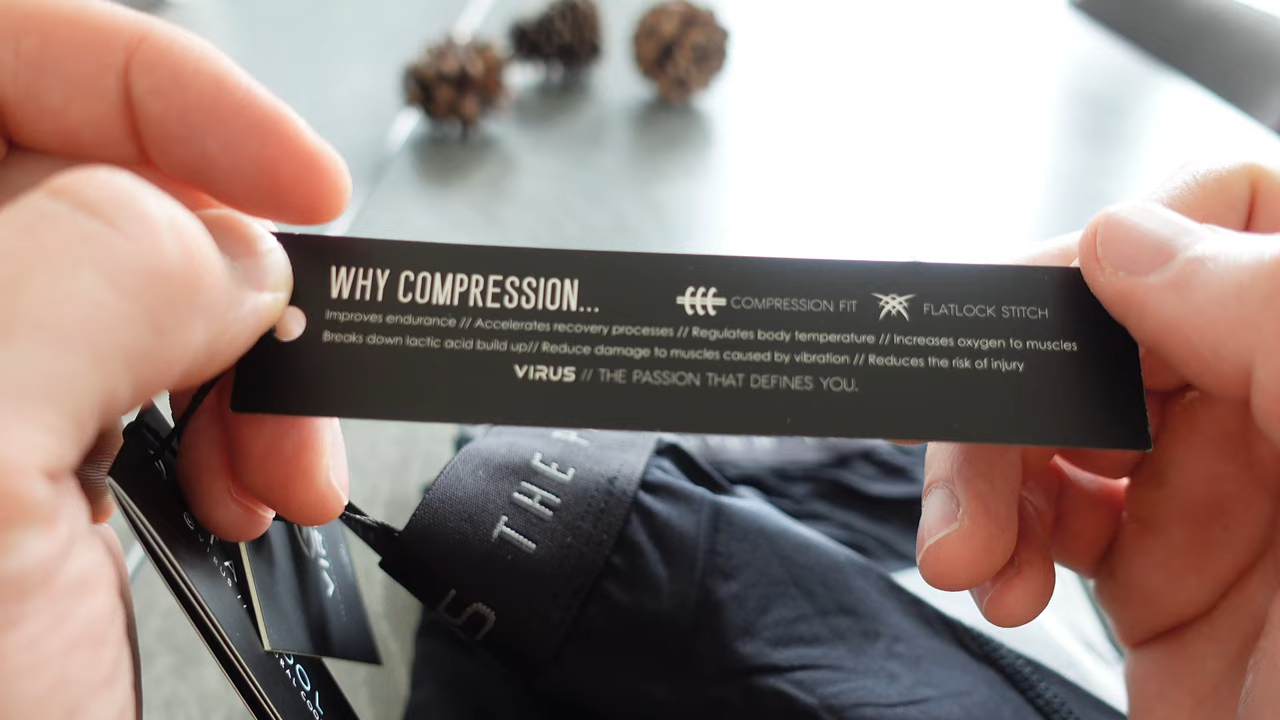 WHY COMPRESSION...
COMPRESSION FIT
FLATLOCK STITCH
Improves endurance // Accelerates recovery processes // Regulates body temperature // Increases oxygen to muscles
Breaks down lactic acid build up// Reduce damage to muscles caused by vibration // Reduces the risk of injury
VIRUS // THE PASSION THAT DEFINES YOU.
THE